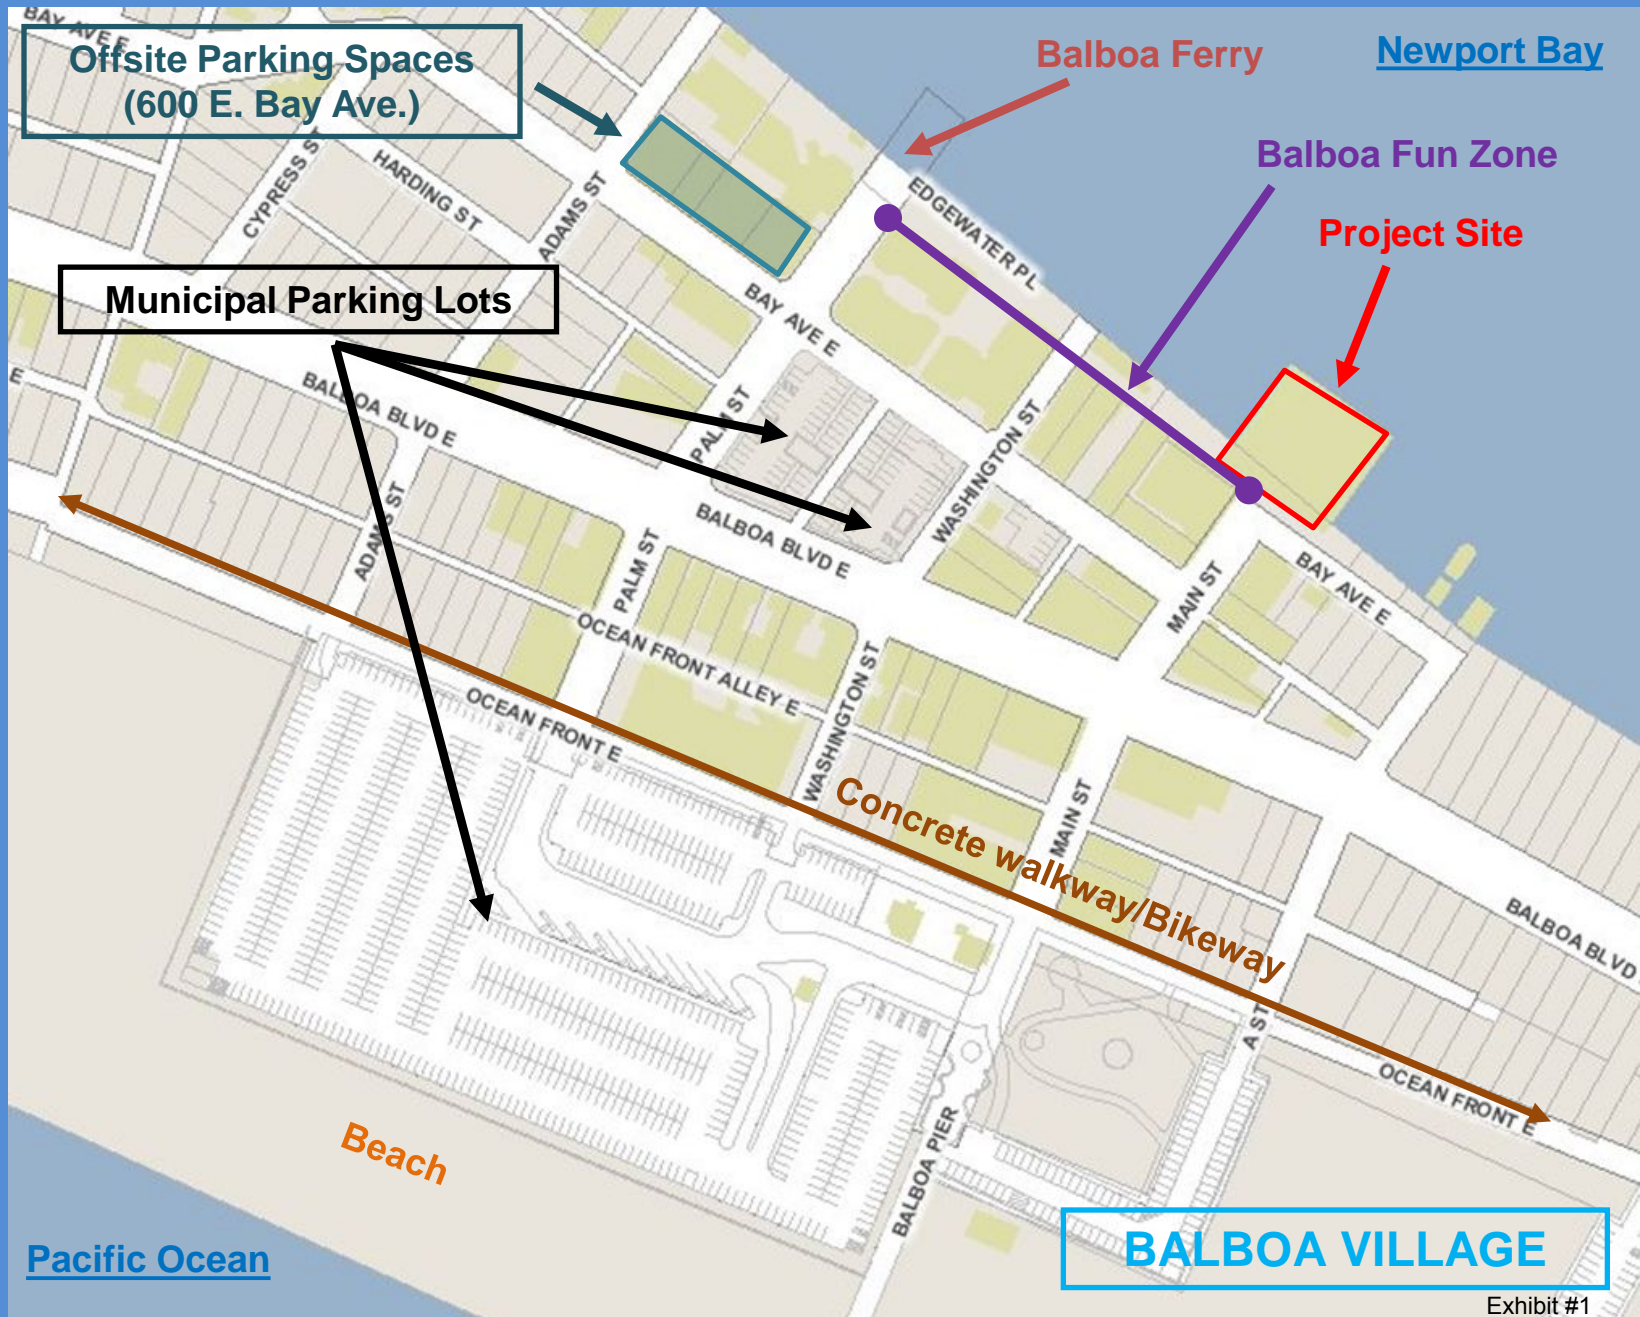 BAY AVE E
Offsite Parking Spaces
(600 E. Bay Ave.)
Balboa Ferry
Newport Bay
Balboa Fun Zone
Project Site
CYPRESS ST
HARDING ST
ADAMS ST
EDGEWATER PL
Municipal Parking Lots
BAY AVE E
E
BALBOA BLVD E
PALM ST
WASHINGTON ST
ADAMS ST
BALBOA BLVD E
PALM ST
MAIN ST
BAY AVE E
OCEAN FRONT ALLEY E
WASHINGTON ST
OCEAN FRONT E
MAIN ST
Concrete walkway/Bikeway
BALBOA BLVD
A ST
OCEAN FRONT E
BALBOA PIER
Beach
Pacific Ocean
BALBOA VILLAGE
Exhibit #1